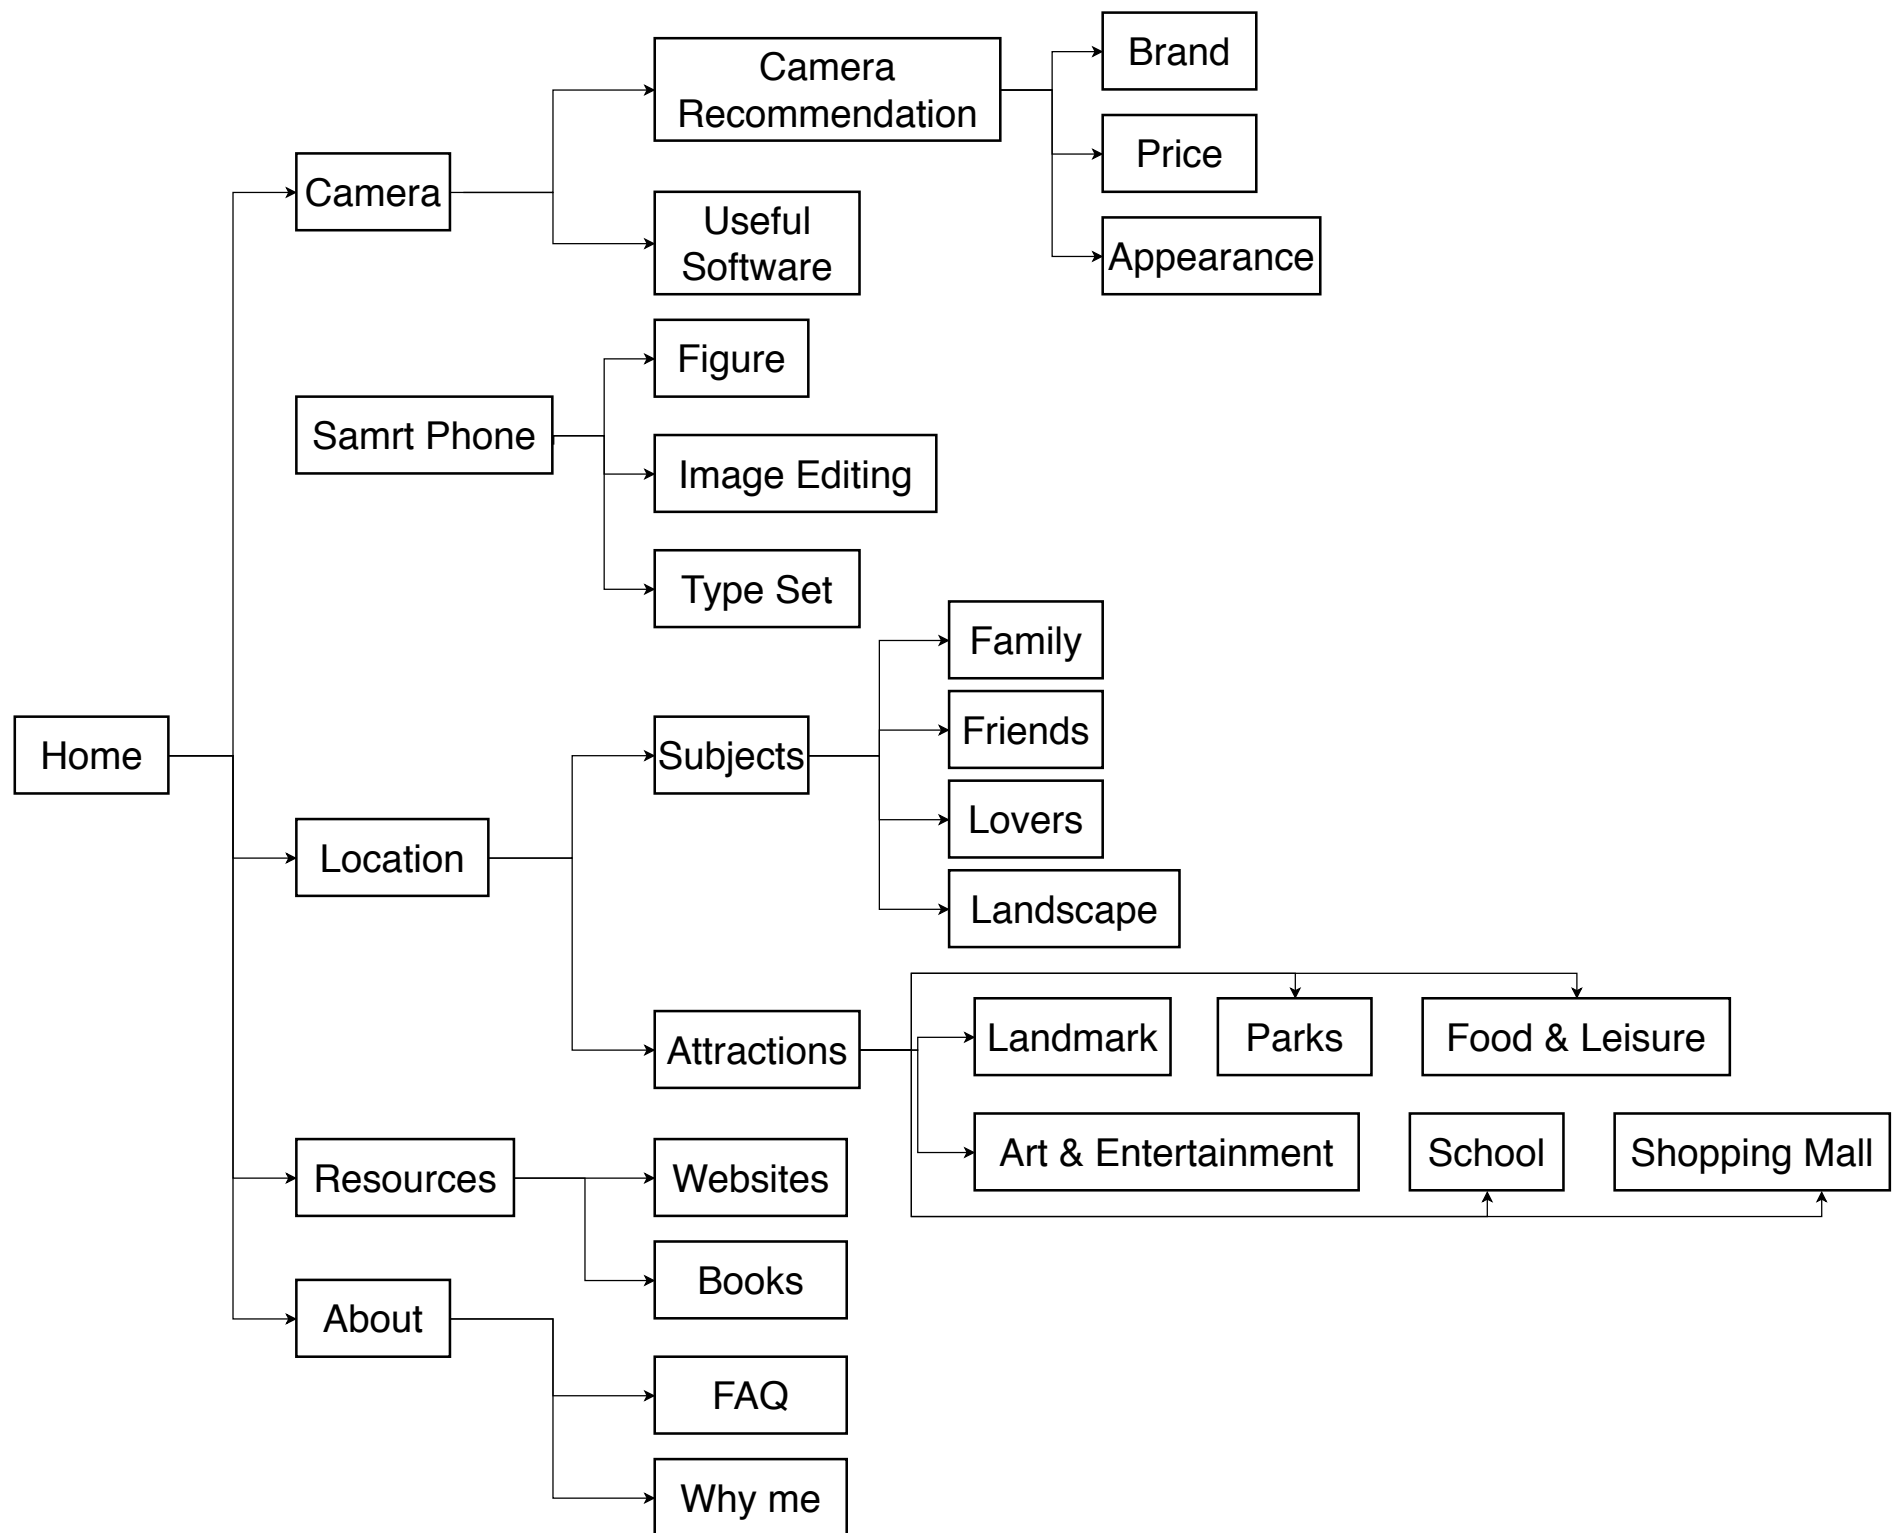 Home
Camera
Camera
Recommendation
Brand
Price
Appearance
Useful
Software
Samrt Phone
Figure
Image Editing
Type Set
Location
Subjects
Family
Friends
Lovers
Landscape
Attractions
Landmark
Parks
Food & Leisure
Art & Entertainment
School
Shopping Mall
Resources
Websites
Books
About
FAQ
Why me